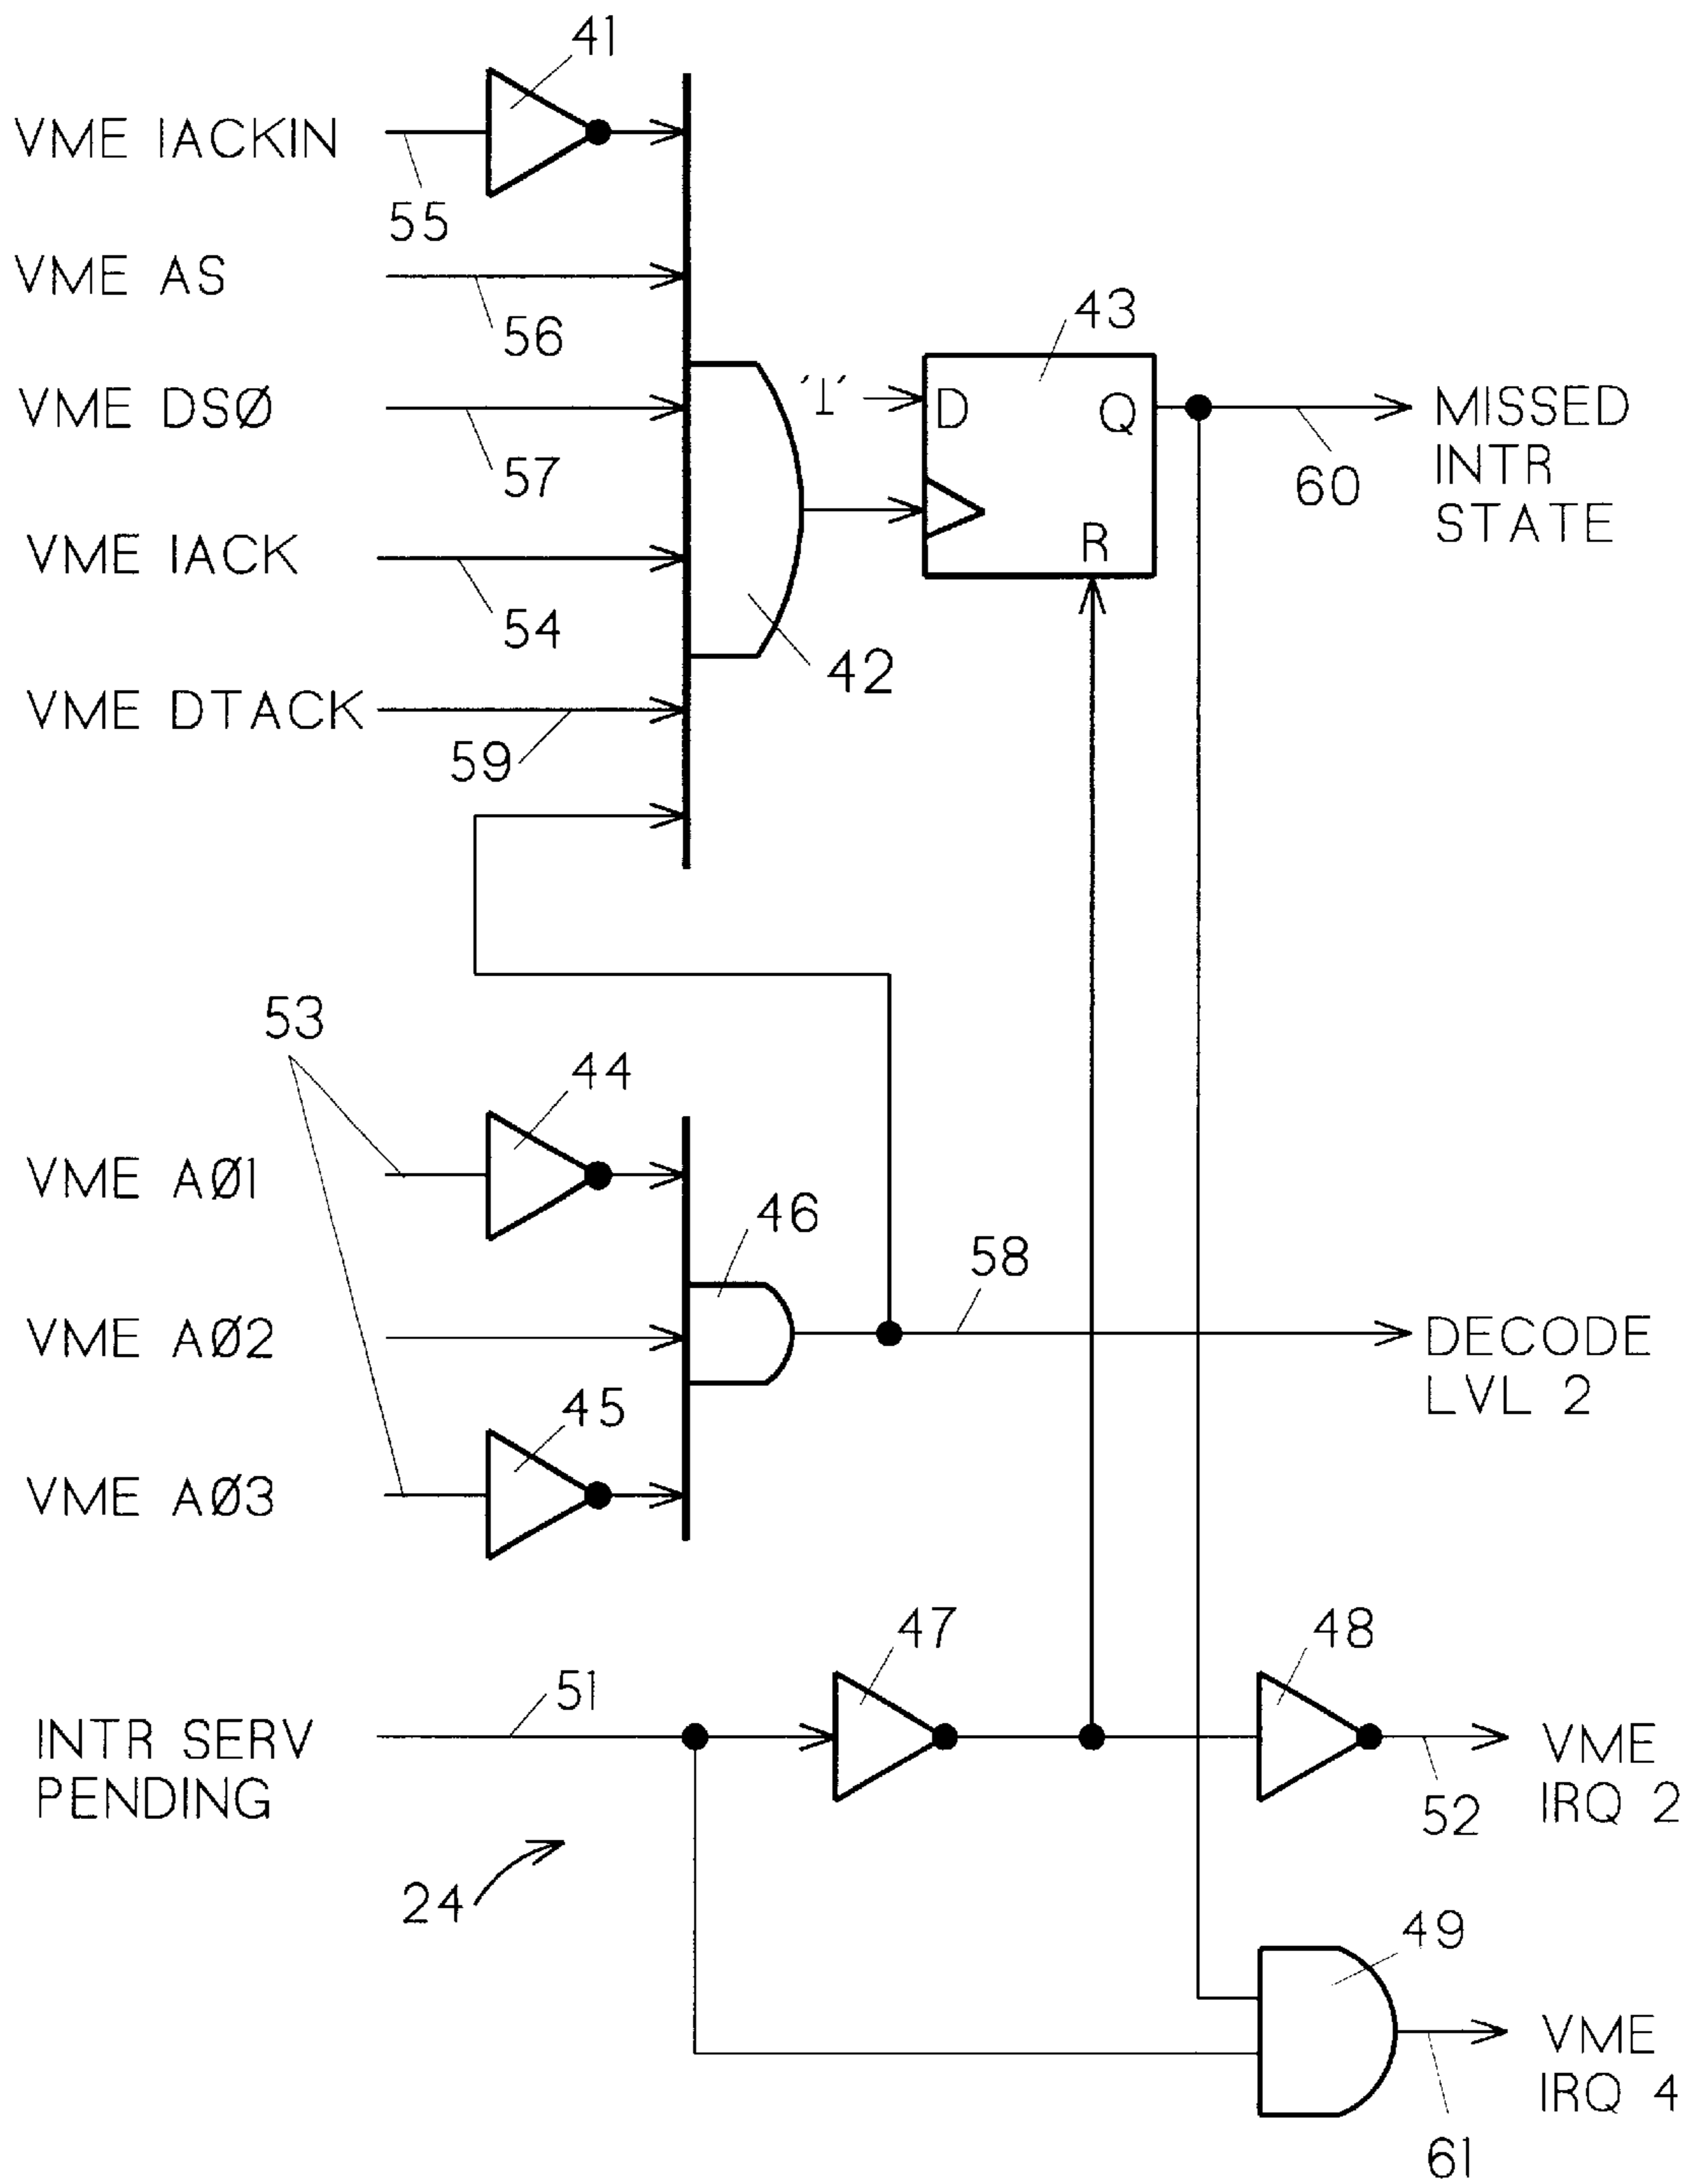 41
VME IACKIN
55
VME AS
56
43
VME DSØ
'1'
D
Q
MISSED
INTR
STATE
57
60
VME IACK
R
54
42
VME DTACK
59
53
44
VME AØ1
46
58
VME AØ2
DECODE
LVL 2
45
VME AØ3
47
48
51
INTR SERV
PENDING
VME
IRQ 2
52
24
49
VME
IRQ 4
61